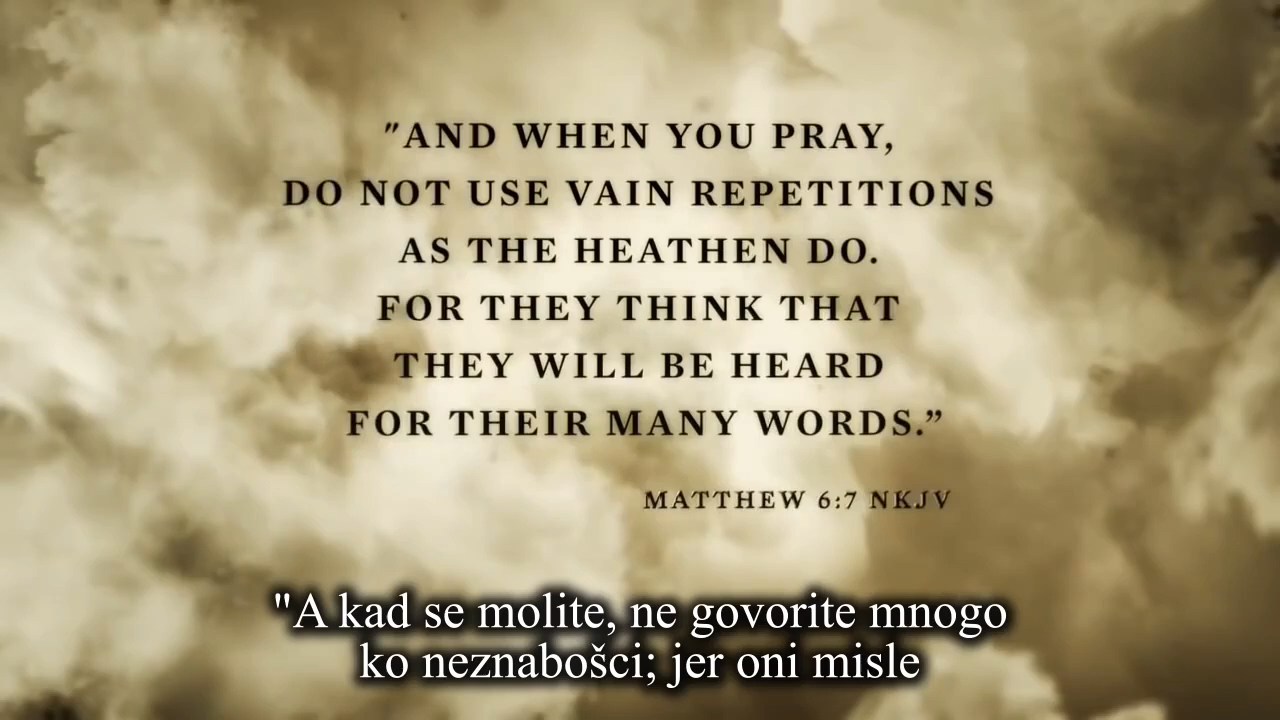 "AND WHEN YOU PRAY,
DO NOT USE VAIN REPETITIONS
AS THE HEATHEN DO.
FOR THEY THINK THAT
THEY WILL BE HEARD
FOR THEIR MANY WORDS.”
MATTHEW 6:7 NKJV
"A kad se molite, ne govorite mnogo
ko neznabošci; jer oni misle